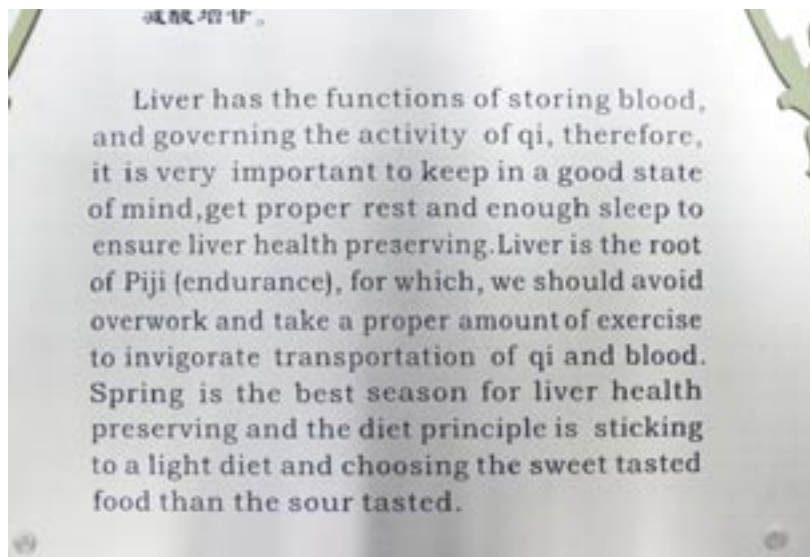 减酸增甘。
Liver has the functions of storing blood,
and governing the activity of qi, therefore,
it is very important to keep in a good state
of mind,get proper rest and enough sleep to
ensure liver health preserving.Liver is the root
of Piji (endurance), for which, we should avoid
overwork and take a proper amount of exercise
to invigorate transportation of qi and blood.
Spring is the best season for liver health
preserving and the diet principle is sticking
to a light diet and choosing the sweet tasted
food than the sour tasted.